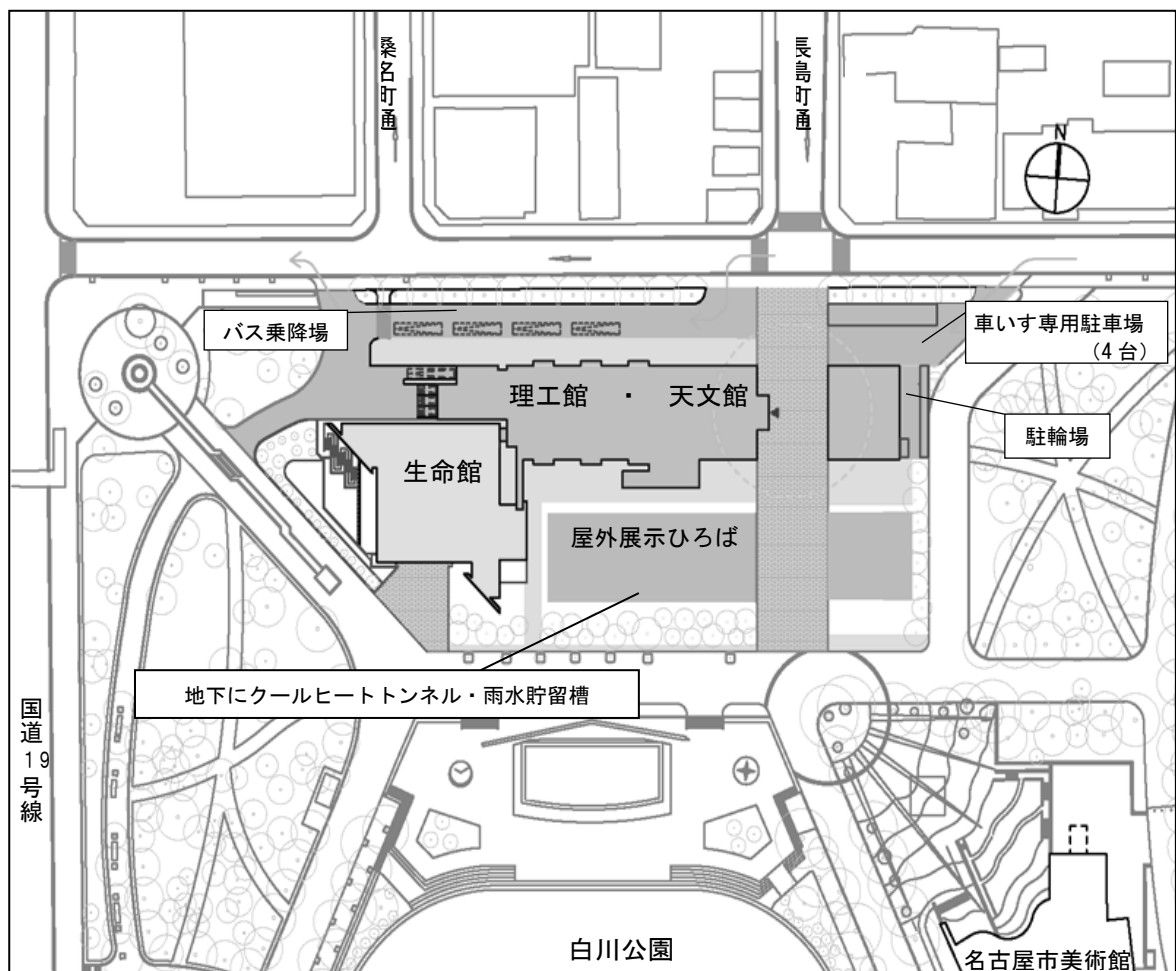 桑名町通
長島町通
N
バス乗降場
車いす専用駐車場
(4台)
理工館 ・ 天文館
駐輪場
生命館
屋外展示ひろば
地下にクールヒートトンネル・雨水貯留槽
国道19号線
白川公園
名古屋市美術館